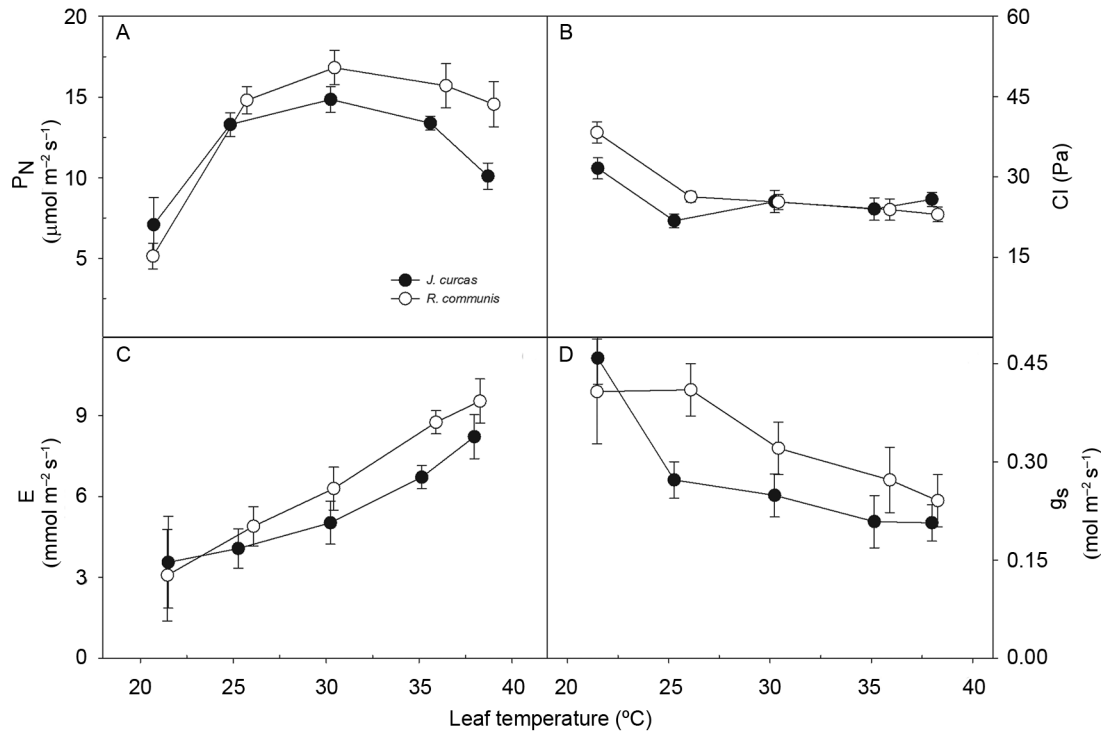 A
B
20
15
10
5
P_N
(μmol m⁻² s⁻¹)
J. curcas
R. communis
60
45
30
15
CI (Pa)
C
D
9
6
3
0
E
(mmol m⁻² s⁻¹)
0.45
0.30
0.15
0.00
g_s
(mol m⁻² s⁻¹)
20 25 30 35 40
20 25 30 35 40
Leaf temperature (ºC)